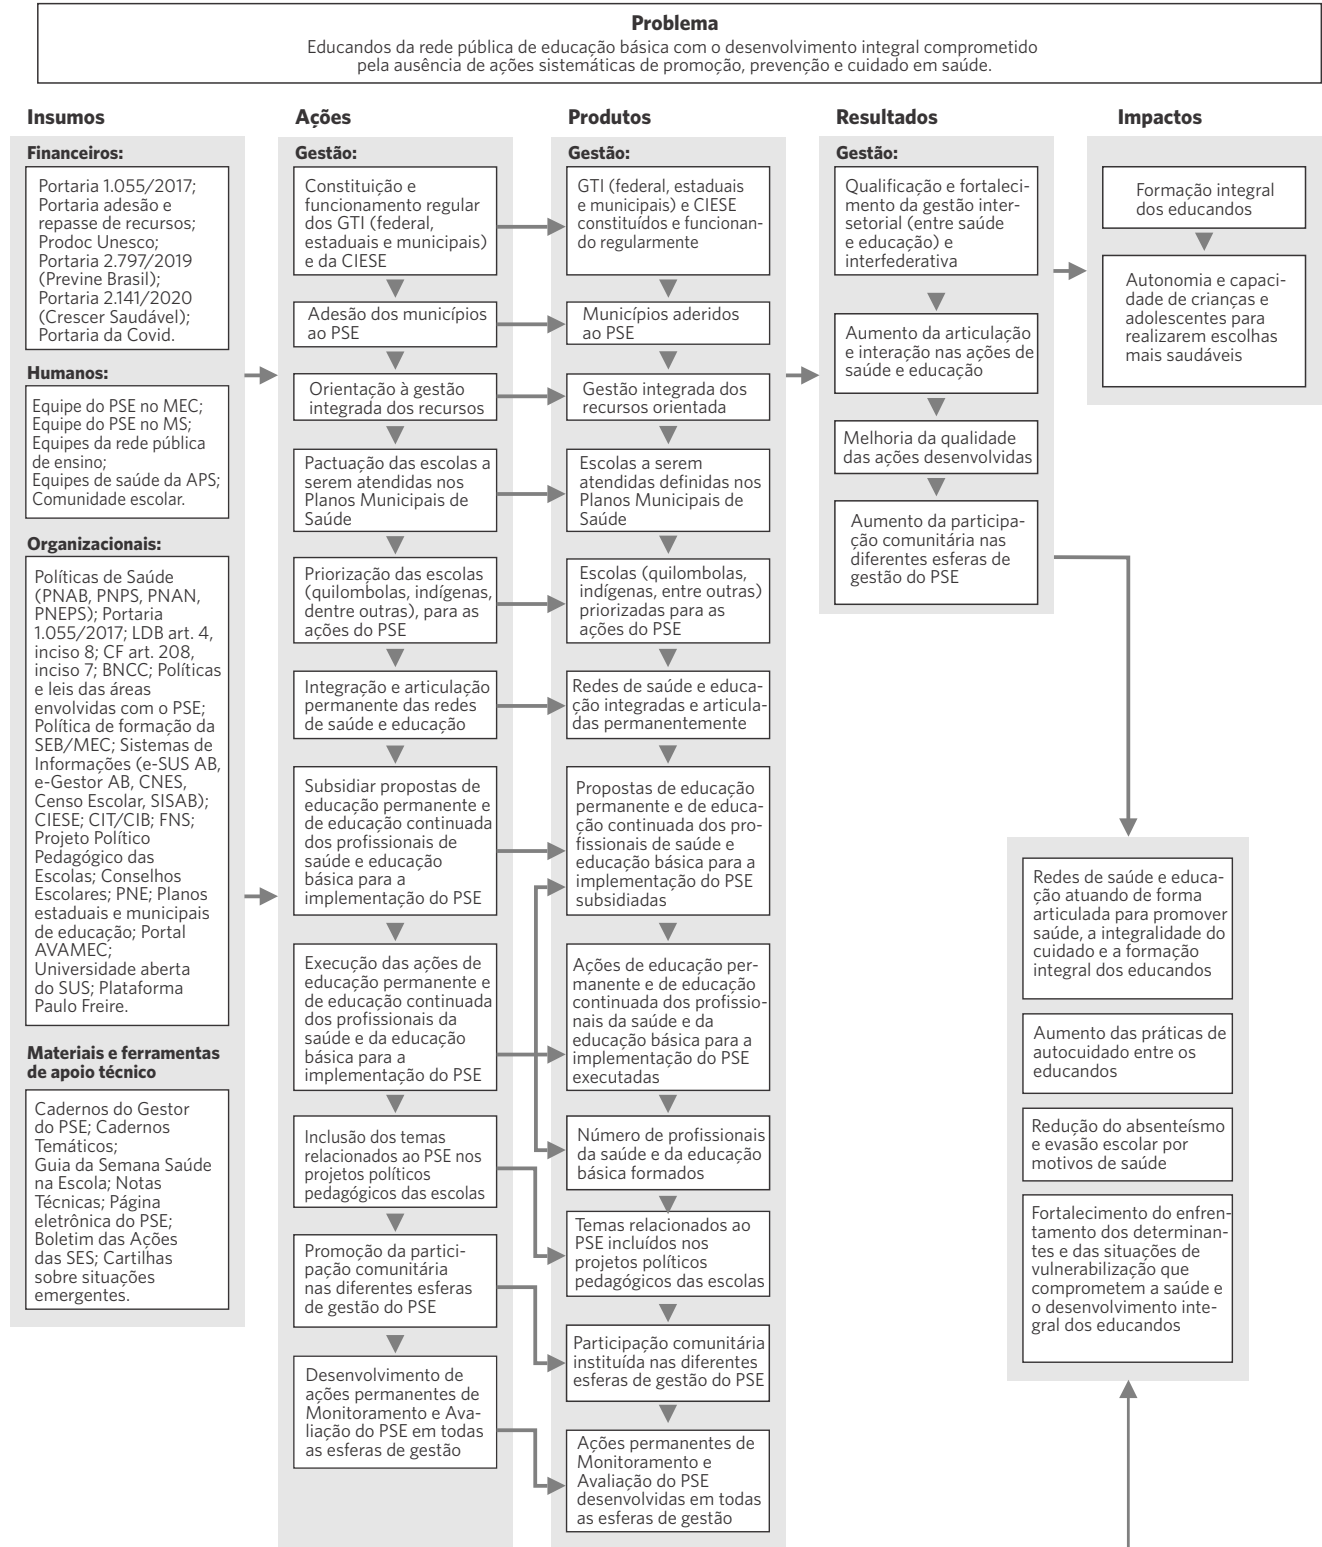 Problema
Educandos da rede pública de educação básica com o desenvolvimento integral comprometido
pela ausência de ações sistemáticas de promoção, prevenção e cuidado em saúde.
Insumos
Financeiros:
Portaria 1.055/2017;
Portaria adesão e
repasse de recursos;
Prodoc Unesco;
Portaria 2.797/2019
(Previne Brasil);
Portaria 2.141/2020
(Crescer Saudável);
Portaria da Covid.
Humanos:
Equipe do PSE no MEC;
Equipe do PSE no MS;
Equipes da rede pública
de ensino;
Equipes de saúde da APS;
Comunidade escolar.
Organizacionais:
Políticas de Saúde
(PNAB, PNPS, PNAN,
PNEPS); Portaria
1.055/2017; LDB art. 4,
inciso 8; CF art. 208,
inciso 7; BNCC; Políticas
e leis das áreas
envolvidas com o PSE;
Política de formação da
SEB/MEC; Sistemas de
Informações (e-SUS AB,
e-Gestor AB, CNES,
Censo Escolar, SISAB);
CIESE; CIT/CIB; FNS;
Projeto Político
Pedagógico das
Escolas; Conselhos
Escolares; PNE; Planos
estaduais e municipais
de educação; Portal
AVAMEC;
Universidade aberta
do SUS; Plataforma
Paulo Freire.
Materiais e ferramentas
de apoio técnico
Cadernos do Gestor
do PSE; Cadernos
Temáticos;
Guia da Semana Saúde
na Escola; Notas
Técnicas; Página
eletrônica do PSE;
Boletim das Ações
das SES; Cartilhas
sobre situações
emergentes.
Ações
Gestão:
Constituição e
funcionamento regular
dos GTI (federal,
estaduais e municipais)
e da CIESE
Adesão dos municípios
ao PSE
Orientação à gestão
integrada dos recursos
Pactuação das escolas a
serem atendidas nos
Planos Municipais de
Saúde
Priorização das escolas
(quilombolas, indígenas,
dentre outras), para as
ações do PSE
Integração e articulação
permanente das redes
de saúde e educação
Subsidiar propostas de
educação permanente e
de educação continuada
dos profissionais de
saúde e educação
básica para a
implementação do PSE
Execução das ações de
educação permanente e
de educação continuada
dos profissionais da
saúde e da educação
básica para a
implementação do PSE
Inclusão dos temas
relacionados ao PSE nos
projetos políticos
pedagógicos das escolas
Promoção da partici-
pação comunitária
nas diferentes esferas
de gestão do PSE
Desenvolvimento de
ações permanentes de
Monitoramento e Ava-
liação do PSE em todas
as esferas de gestão
Produtos
Gestão:
GTI (federal, estaduais
e municipais) e CIESE
constituídos e funcionan-
do regularmente
Municípios aderidos
ao PSE
Gestão integrada dos
recursos orientada
Escolas a serem
atendidas definidas nos
Planos Municipais de
Saúde
Escolas (quilombolas,
indígenas, entre outras)
priorizadas para as
ações do PSE
Redes de saúde e educa-
ção integradas e articula-
das permanentemente
Propostas de educação
permanente e de educa-
ção continuada dos pro-
fissionais de saúde e
educação básica para a
implementação do PSE
subsidiadas
Ações de educação per-
manente e de educação
continuada dos profissio-
nais da saúde e da
educação básica para a
implementação do PSE
executadas
Número de profissionais
da saúde e da educação
básica formados
Temas relacionados ao
PSE incluídos nos
projetos políticos
pedagógicos das escolas
Participação comunitária
instituída nas diferentes
esferas de gestão do PSE
Ações permanentes de
Monitoramento e
Avaliação do PSE
desenvolvidas em todas
as esferas de gestão
Resultados
Gestão:
Qualificação e fortaleci-
mento da gestão inter-
setorial (entre saúde
e educação) e
interfederativa
Aumento da articulação
e interação nas ações de
saúde e educação
Melhoria da qualidade
das ações desenvolvidas
Aumento da participa-
ção comunitária nas
diferentes esferas de
gestão do PSE
Impactos
Formação integral
dos educandos
Autonomia e capaci-
dade de crianças e
adolescentes para
realizarem escolhas
mais saudáveis
Redes de saúde e educa-
ção atuando de forma
articulada para promover
saúde, a integralidade do
cuidado e a formação
integral dos educandos
Aumento das práticas de
autocuidado entre os
educandos
Redução do absenteísmo
e evasão escolar por
motivos de saúde
Fortalecimento do enfren-
tamento dos determinan-
tes e das situações de
vulnerabilização que
comprometem a saúde e
o desenvolvimento inte-
gral dos educandos